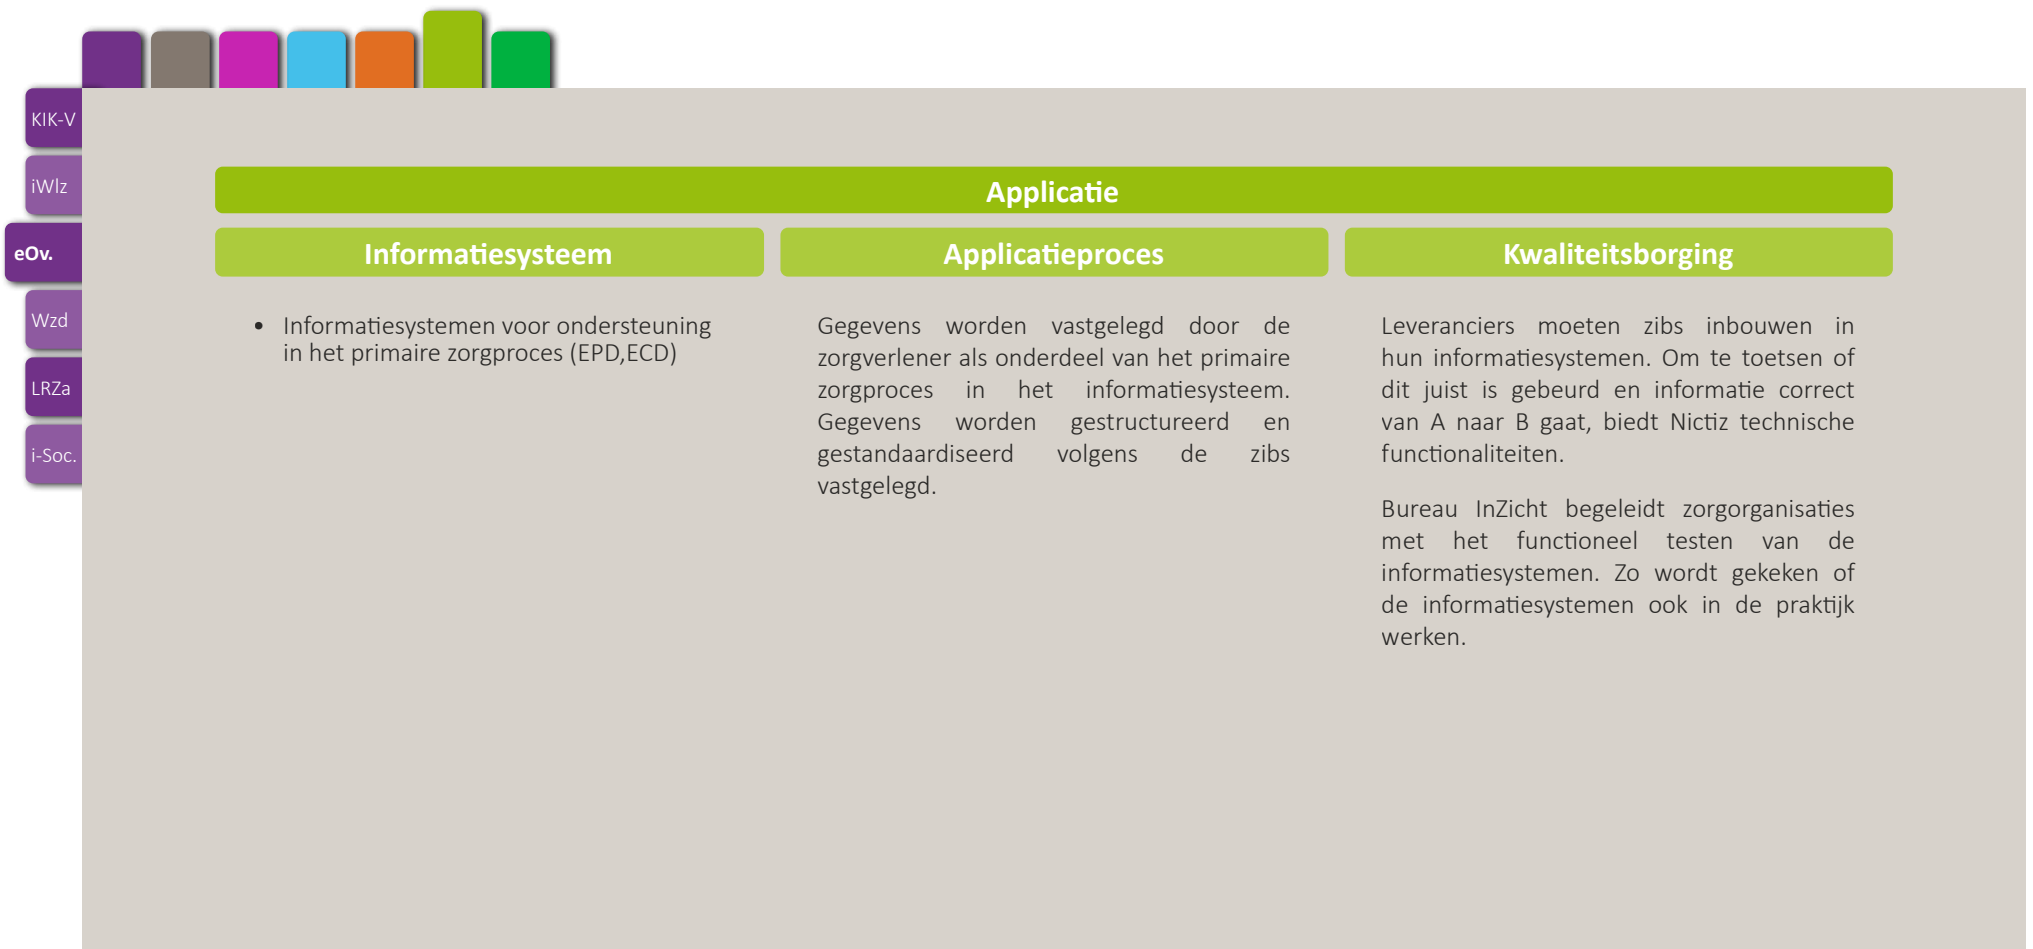 KIK-V
iWlz
eOv.
Wzd
LRZa
i-Soc.
Applicatie
Informatiesysteem
• Informatiesystemen voor ondersteuning
in het primaire zorgproces (EPD,ECD)
Applicatieproces
Gegevens worden vastgelegd door de
zorgverlener als onderdeel van het primaire
zorgproces in het informatiesysteem.
Gegevens worden gestructureerd en
gestandaardiseerd volgens de zibs
vastgelegd.
Kwaliteitsborging
Leveranciers moeten zibs inbouwen in
hun informatiesystemen. Om te toetsen of
dit juist is gebeurd en informatie correct
van A naar B gaat, biedt Nictiz technische
functionaliteiten.
Bureau InZicht begeleidt zorgorganisaties
met het functioneel testen van de
informatiesystemen. Zo wordt gekeken of
de informatiesystemen ook in de praktijk
werken.